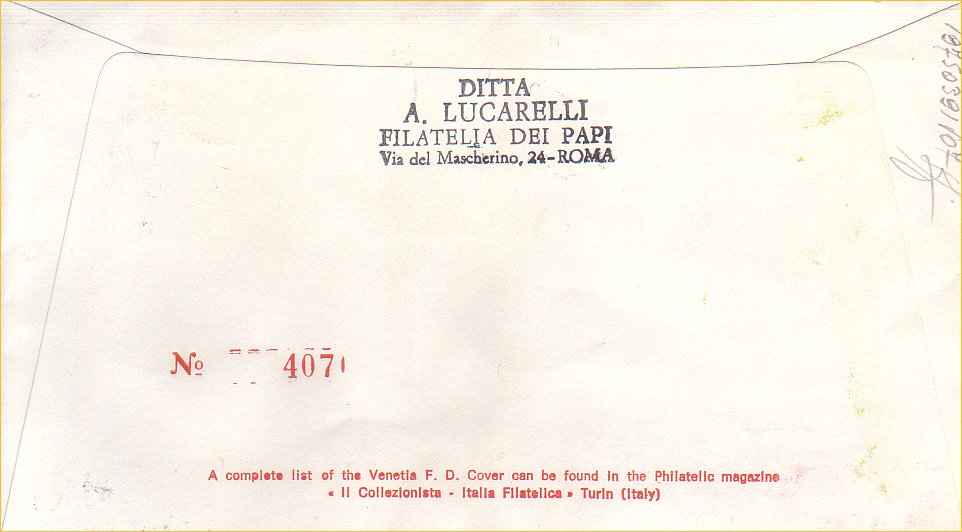 DITTA
A. LUCARELLI
FILATELIA DEI PAPI
Via del Mascherino, 24-ROMA
No 4071
A complete list of the Venetia F. D. Cover can be found in the Philatelic magazine
« Il Collezionista - Italia Filatelica » Turin (Italy)